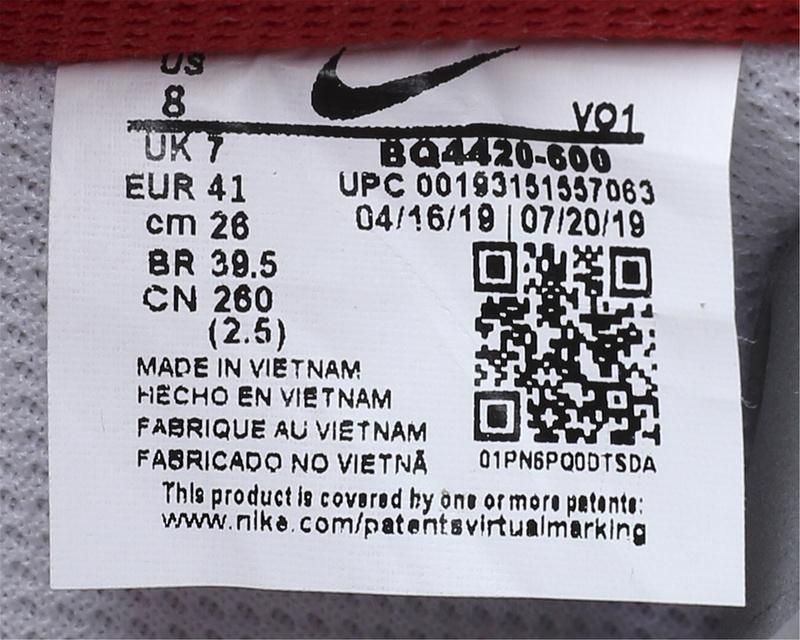 US
8
VO1
UK 7
BQ4420-600
EUR 41
UPC 00193151557063
cm 26
04/16/19 | 07/20/19
BR 39.5
CN 260
(2.5)
MADE IN VIETNAM
HECHO EN VIETNAM
FABRIQUE AU VIETNAM
FABRICADO NO VIETNÃ
01PN6PQ0DTSDA
This product is covered by one or more patents:
www.nike.com/patentsvirtualmarking